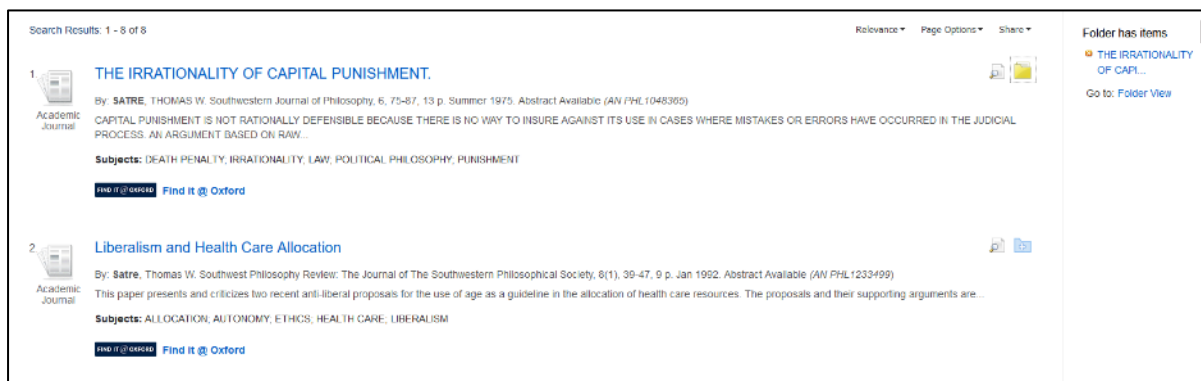 Search Results: 1 - 8 of 8
Relevance Page Options Share
1.
THE IRRATIONALITY OF CAPITAL PUNISHMENT.
By: SATRE, THOMAS W. Southwestern Journal of Philosophy, 6, 75-87, 13 p. Summer 1975. Abstract Available (AN PHL1048365)
Academic
Journal
CAPITAL PUNISHMENT IS NOT RATIONALLY DEFENSIBLE BECAUSE THERE IS NO WAY TO INSURE AGAINST ITS USE IN CASES WHERE MISTAKES OR ERRORS HAVE OCCURRED IN THE JUDICIAL
PROCESS. AN ARGUMENT BASED ON RAW...
Subjects: DEATH PENALTY; IRRATIONALITY; LAW; POLITICAL PHILOSOPHY; PUNISHMENT
FIND IT @ OXFORD Find it @ Oxford
2.
Liberalism and Health Care Allocation
By: Satre, Thomas W. Southwest Philosophy Review: The Journal of The Southwestern Philosophical Society, 8(1), 39-47, 9 p. Jan 1992. Abstract Available (AN PHL1233499)
Academic
Journal
This paper presents and criticizes two recent anti-liberal proposals for the use of age as a guideline in the allocation of health care resources. The proposals and their supporting arguments are...
Subjects: ALLOCATION; AUTONOMY; ETHICS; HEALTH CARE; LIBERALISM
FIND IT @ OXFORD Find it @ Oxford
Folder has items
THE IRRATIONALITY
OF CAPI...
Go to: Folder View